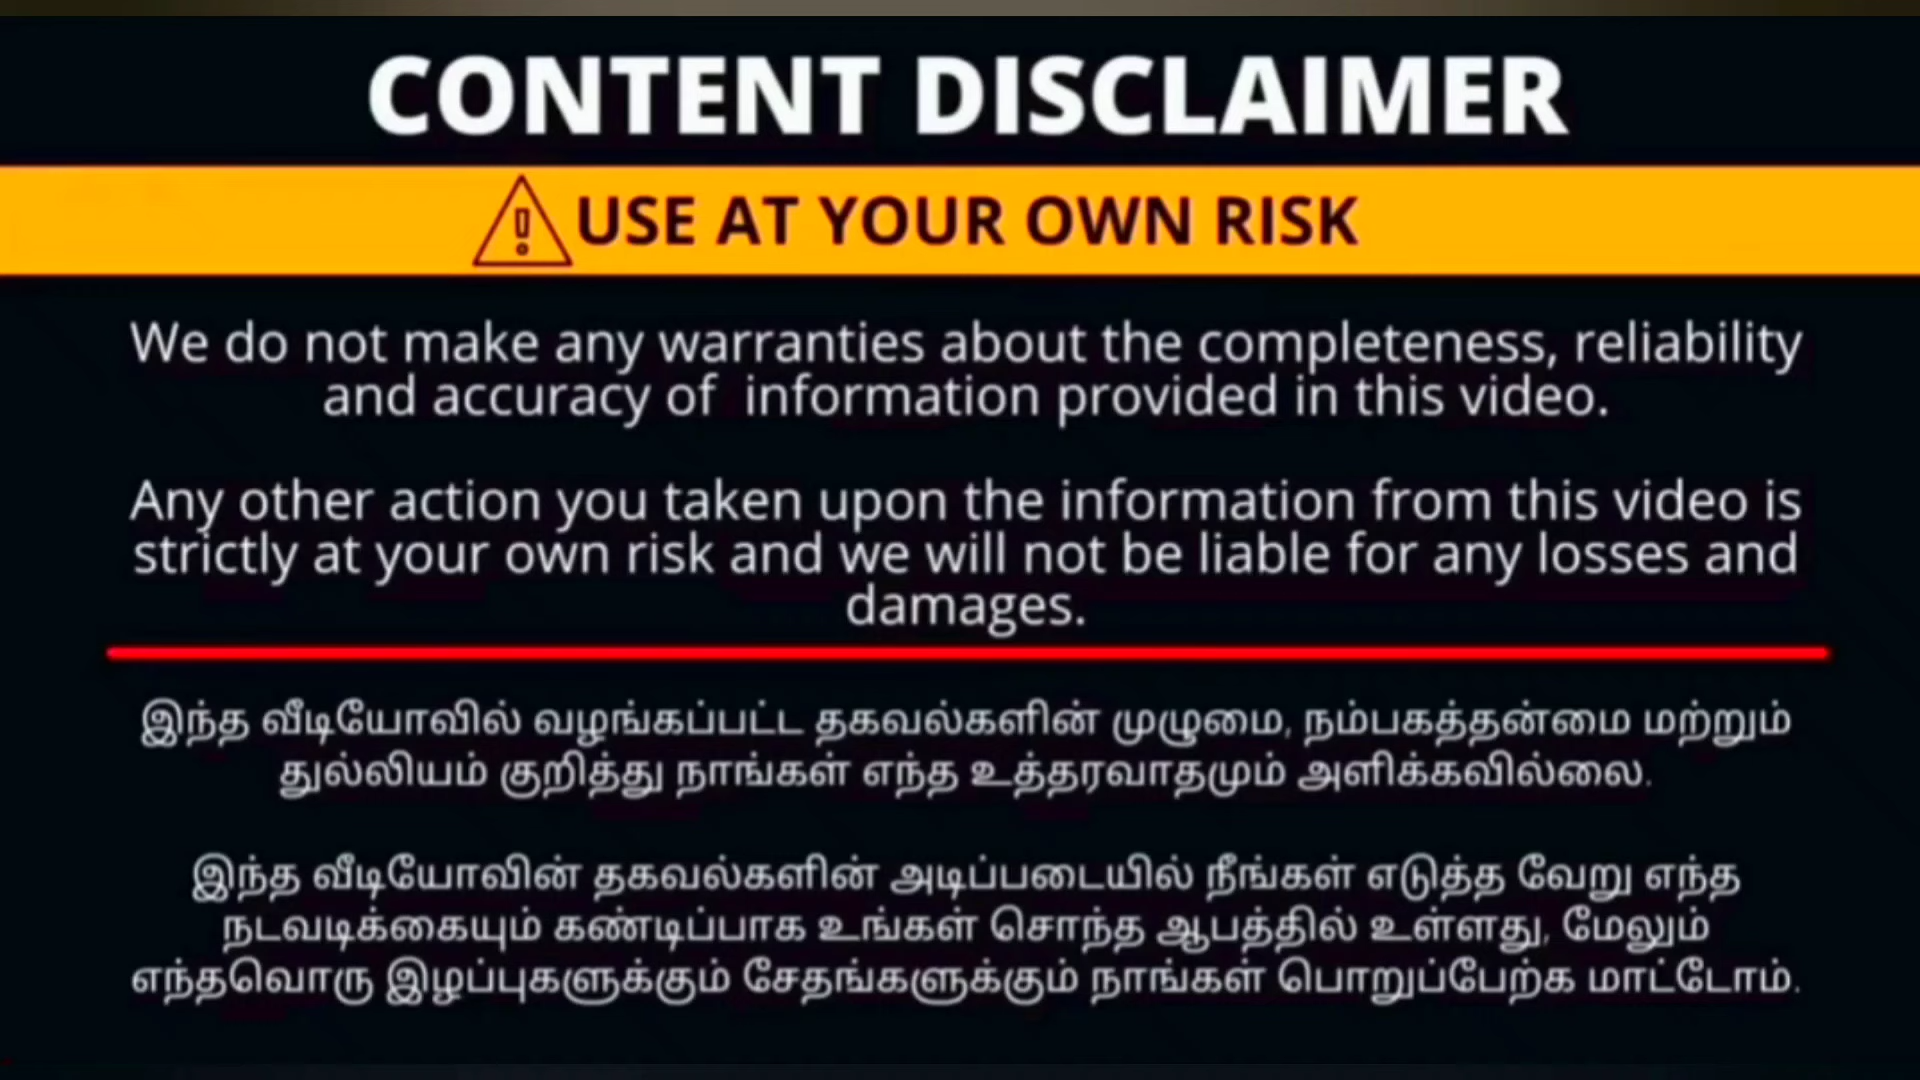 CONTENT DISCLAIMER
USE AT YOUR OWN RISK
We do not make any warranties about the completeness, reliability
and accuracy of information provided in this video.
Any other action you taken upon the information from this video is
strictly at your own risk and we will not be liable for any losses and
damages.
இந்த வீடியோவில் வழங்கப்பட்ட தகவல்களின் முழுமை, நம்பகத்தன்மை மற்றும்
துல்லியம் குறித்து நாங்கள் எந்த உத்தரவாதமும் அளிக்கவில்லை.
இந்த வீடியோவின் தகவல்களின் அடிப்படையில் நீங்கள் எடுத்த வேறு எந்த
நடவடிக்கையும் கண்டிப்பாக உங்கள் சொந்த ஆபத்தில் உள்ளது, மேலும்
எந்தவொரு இழப்புகளுக்கும் சேதங்களுக்கும் நாங்கள் பொறுப்பேற்க மாட்டோம்.